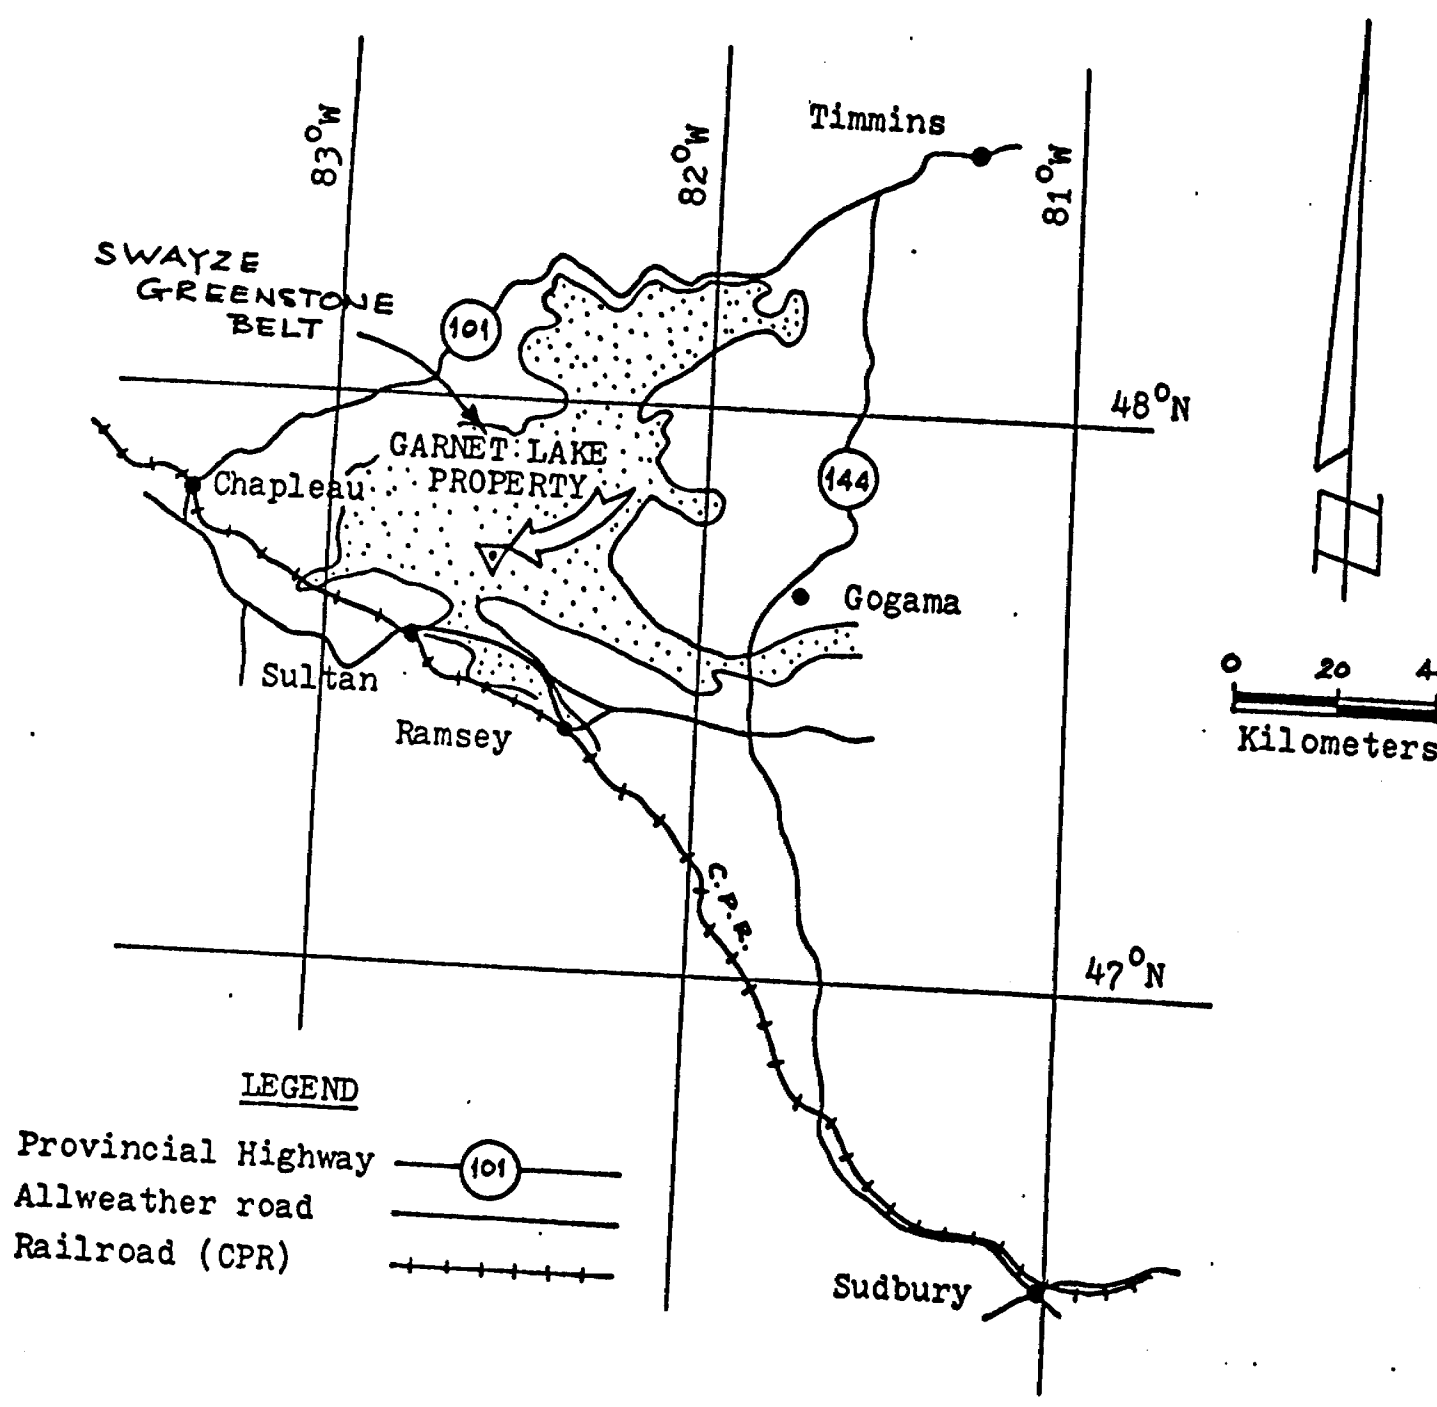 Timmins
83°W
82°W
81°W
SWAYZE
GREENSTONE
BELT
101
48°N
GARNET LAKE
PROPERTY
Chapleau
144
Gogama
Sultan
Ramsey
0 20 4
Kilometers
C.P.R.
47°N
LEGEND
Provincial Highway 101
Allweather road
Railroad (CPR)
Sudbury